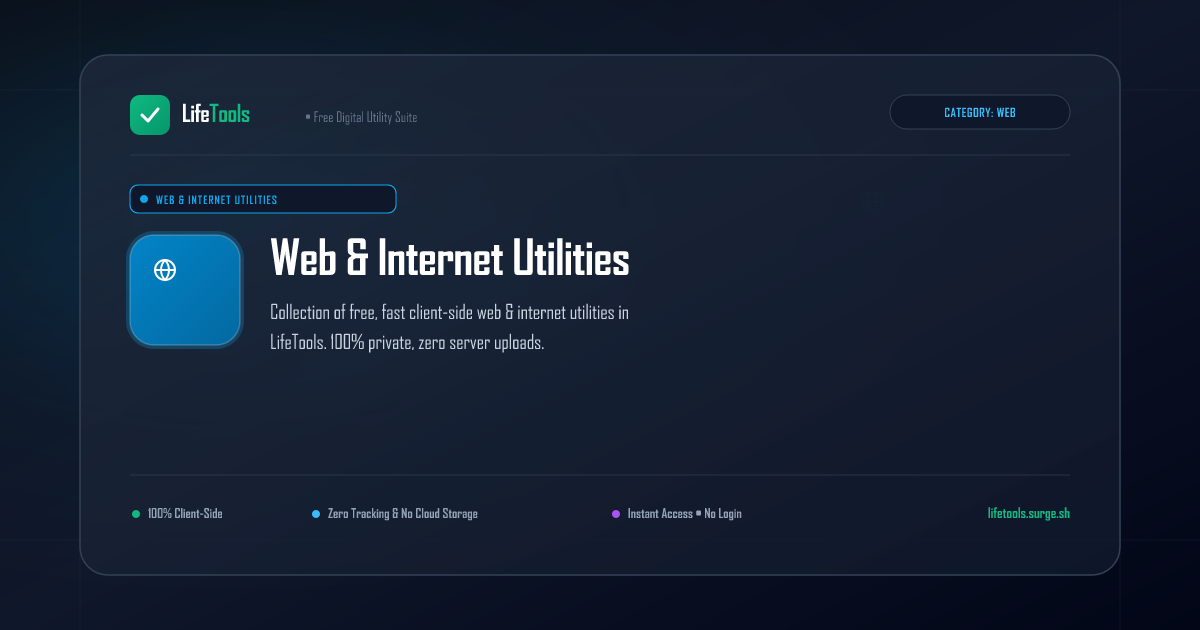 LifeTools
• Free Digital Utility Suite
CATEGORY: WEB
WEB & INTERNET UTILITIES
Web & Internet Utilities
Collection of free, fast client-side web & internet utilities in
LifeTools. 100% private, zero server uploads.
100% Client-Side
Zero Tracking & No Cloud Storage
Instant Access • No Login
lifetools.surge.sh